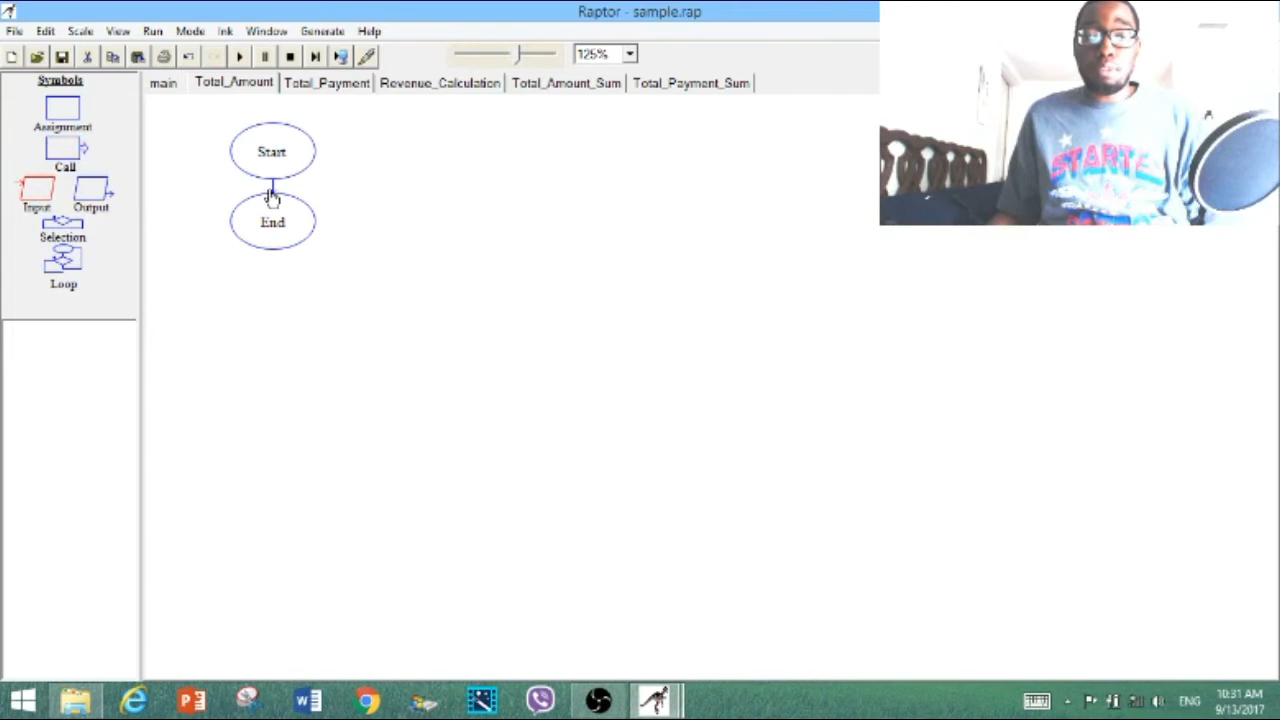 Raptor - sample.rap
File Edit Scale View Run Mode Ink Window Generate Help
125%
Symbols
main Total_Amount Total_Payment Revenue_Calculation Total_Amount_Sum Total_Payment_Sum
Assignment
Call
Input Output
Selection
Loop
Start
End
STARTE
ENG
10:31 AM
9/13/2017